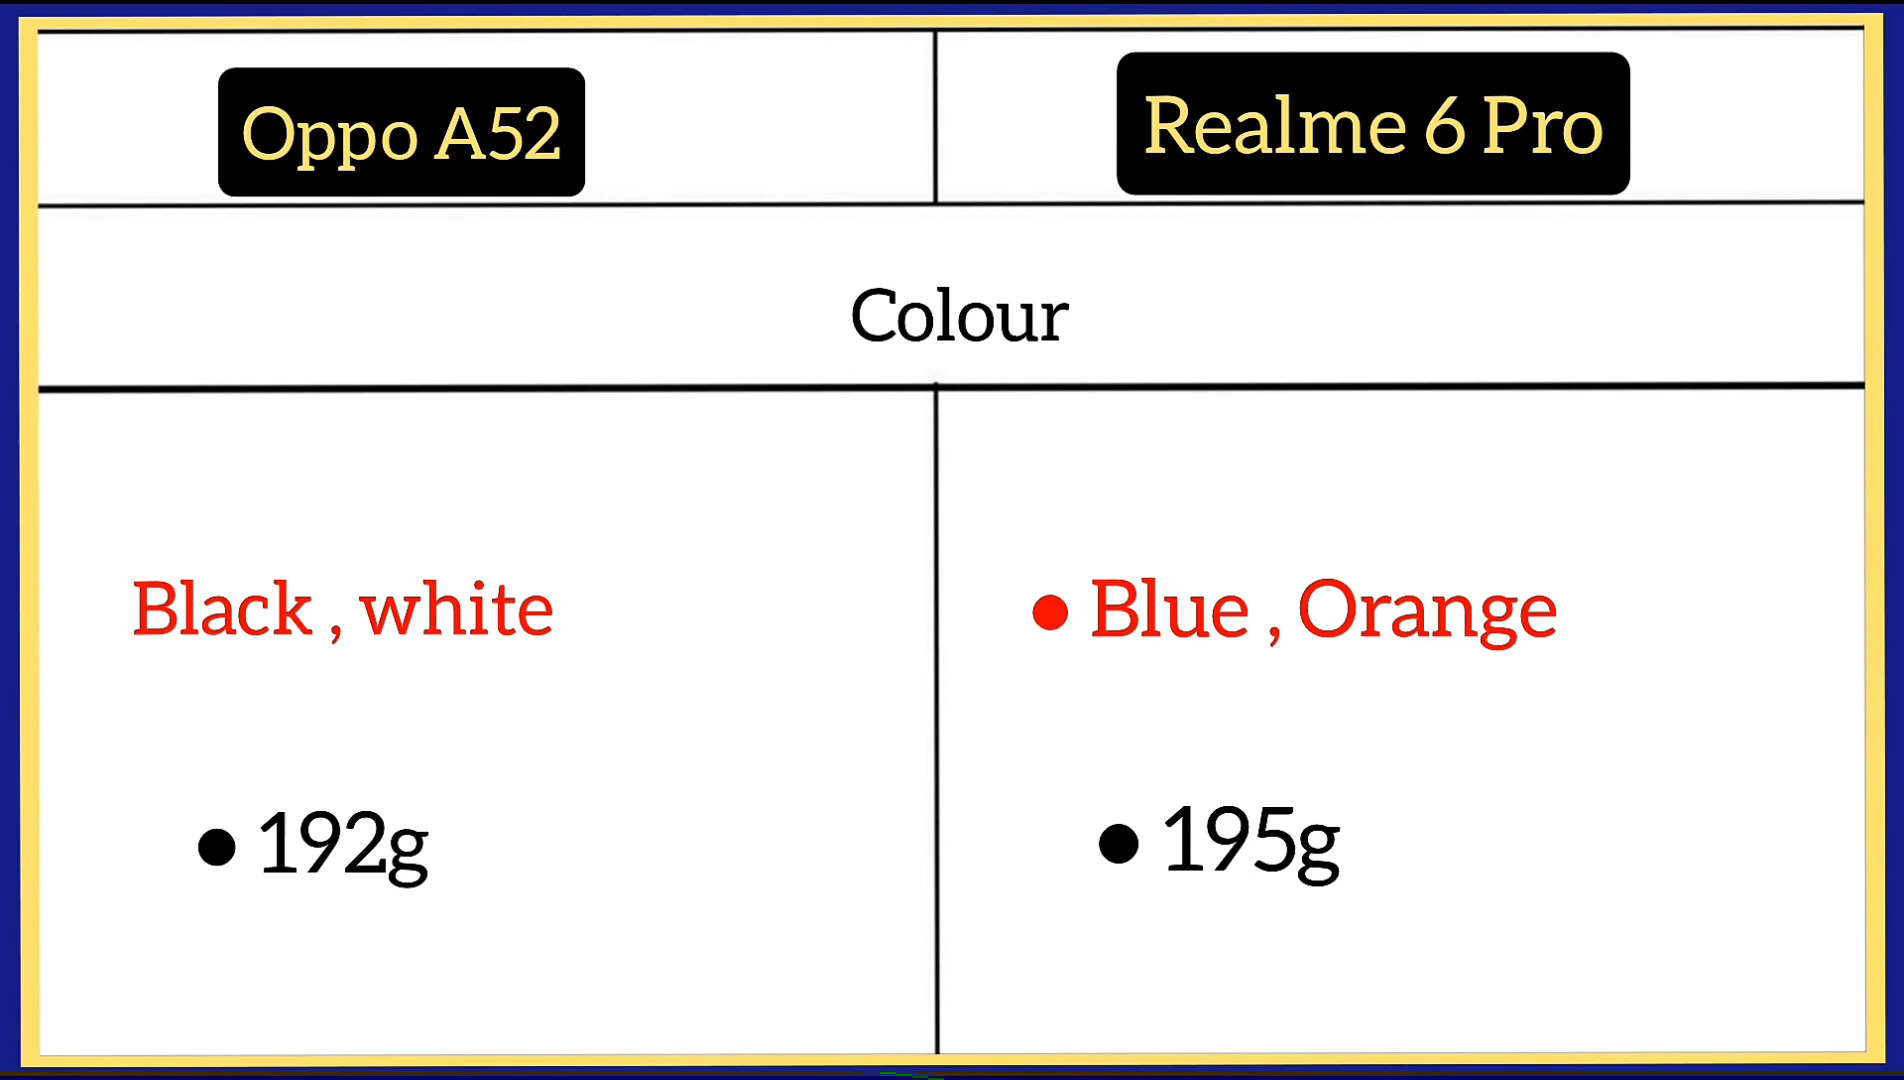 Oppo A52
Realme 6 Pro
Colour
Black , white
• Blue , Orange
• 192g
• 195g